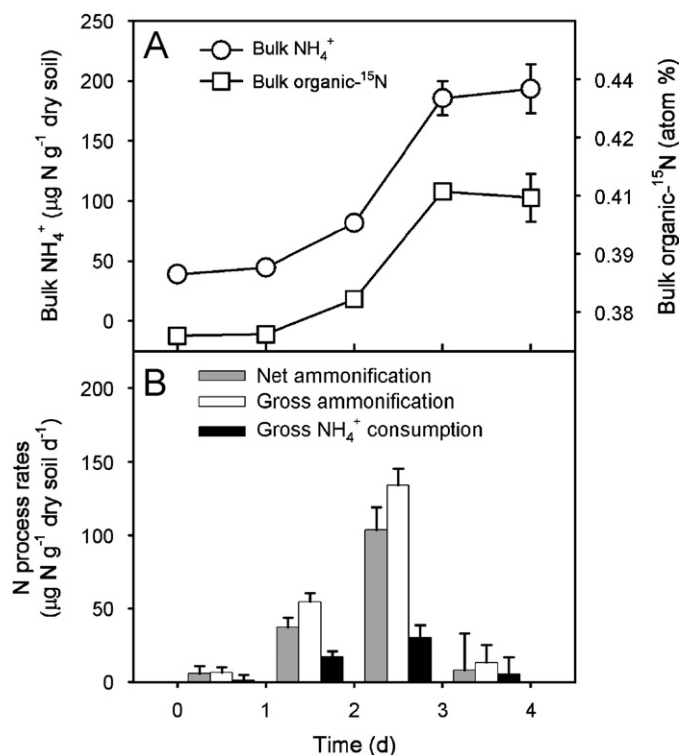 A
Bulk NH₄⁺
Bulk organic-¹⁵N
250
200
150
100
50
0
Bulk NH₄⁺ (µg N g⁻¹ dry soil)
0.44
0.42
0.41
0.39
0.38
Bulk organic-¹⁵N (atom %)
B
Net ammonification
Gross ammonification
Gross NH₄⁺ consumption
200
150
100
50
0
N process rates
(µg N g⁻¹ dry soil d⁻¹)
0 1 2 3 4
Time (d)